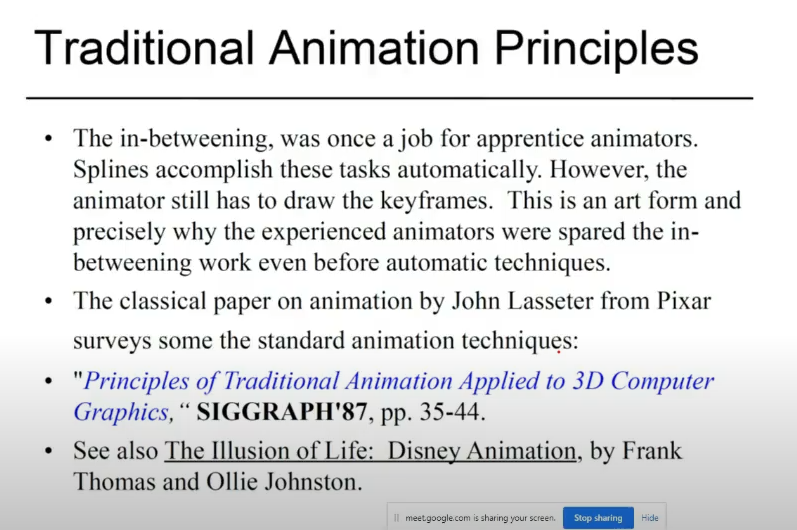 Traditional Animation Principles
• The in-betweening, was once a job for apprentice animators.
Splines accomplish these tasks automatically. However, the
animator still has to draw the keyframes.  This is an art form and
precisely why the experienced animators were spared the in-
betweening work even before automatic techniques.
• The classical paper on animation by John Lasseter from Pixar
surveys some the standard animation techniques:
• "Principles of Traditional Animation Applied to 3D Computer
Graphics,“ SIGGRAPH'87, pp. 35-44.
• See also The Illusion of Life:  Disney Animation, by Frank
Thomas and Ollie Johnston.
meet.google.com is sharing your screen. Stop sharing Hide